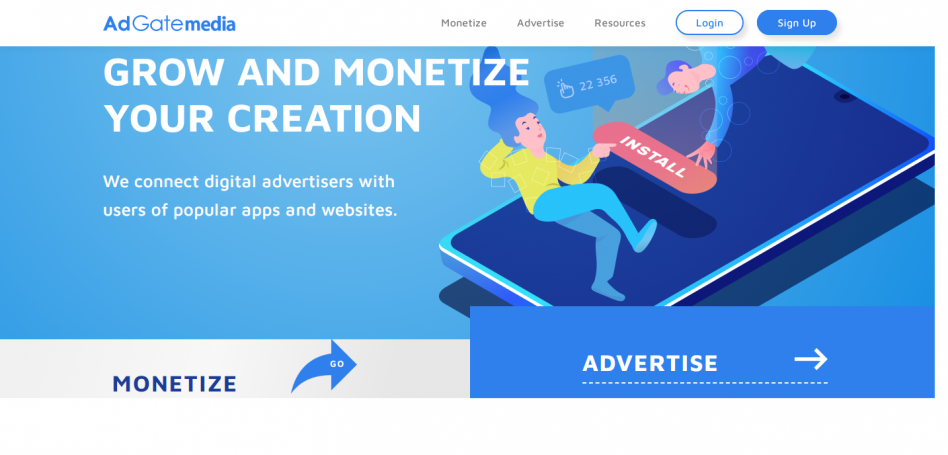 AdGatemedia
Monetize Advertise Resources Login Sign Up
GROW AND MONETIZE
YOUR CREATION
22 356
INSTALL
We connect digital advertisers with
users of popular apps and websites.
GO
MONETIZE
ADVERTISE